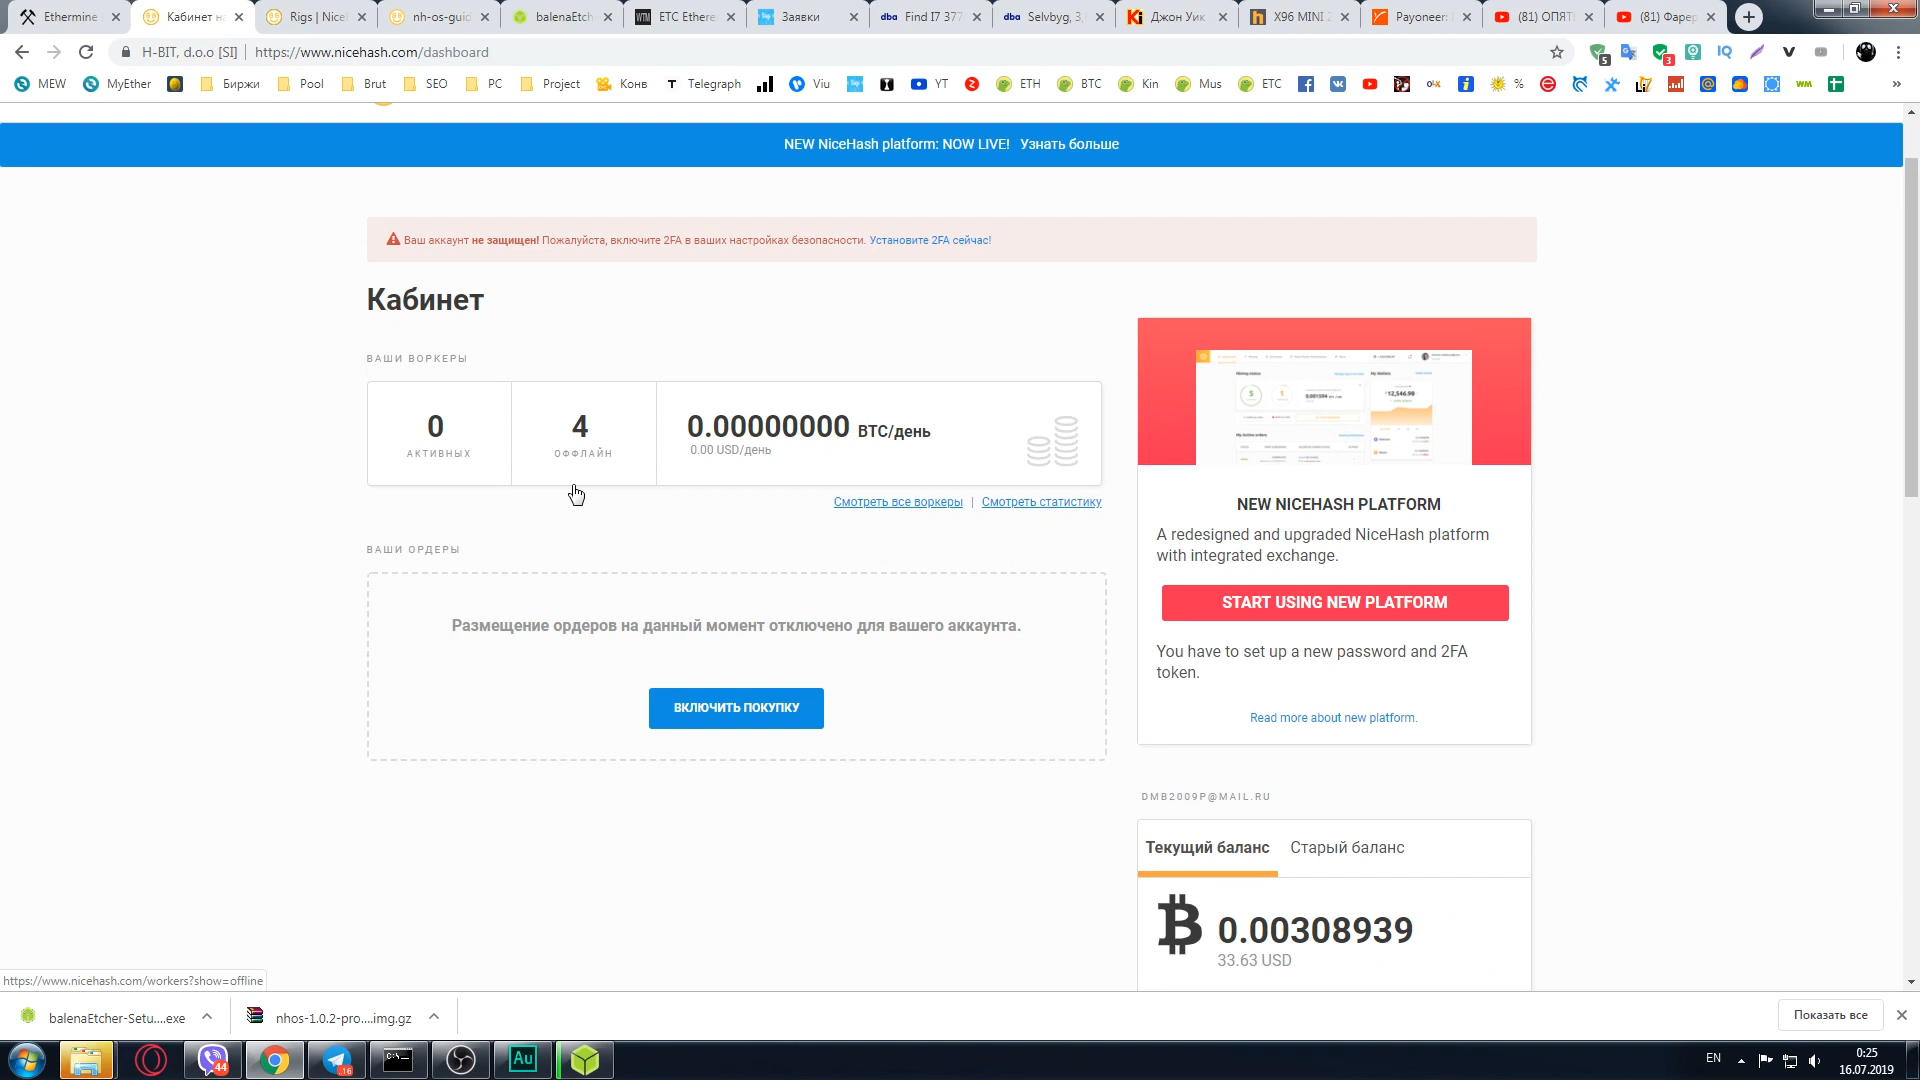 Ethermine
Кабинет на
Rigs | Nicel
nh-os-guid
balenaEtch
ETC Ethere
Заявки
dba Find I7 377
dba Selvbyg, 3,
Джон Уик
X96 MINI 2
Payoneer:
(81) ОПЯТЬ
(81) Фарер
H-BIT, d.o.o [SI] | https://www.nicehash.com/dashboard
MEW MyEther Биржи Pool Brut SEO PC Project Конв Telegraph Viu YT ETH BTC Kin Mus ETC % »
NEW NiceHash platform: NOW LIVE! Узнать больше
Ваш аккаунт не защищен! Пожалуйста, включите 2FA в ваших настройках безопасности. Установите 2FA сейчас!
Кабинет
ВАШИ ВОРКЕРЫ
0
АКТИВНЫХ
4
ОФФЛАЙН
0.00000000 BTC/день
0.00 USD/день
Смотреть все воркеры | Смотреть статистику
ВАШИ ОРДЕРЫ
Размещение ордеров на данный момент отключено для вашего аккаунта.
ВКЛЮЧИТЬ ПОКУПКУ
NEW NICEHASH PLATFORM
A redesigned and upgraded NiceHash platform
with integrated exchange.
START USING NEW PLATFORM
You have to set up a new password and 2FA
token.
Read more about new platform.
DMB2009P@MAIL.RU
Текущий баланс Старый баланс
0.00308939
33.63 USD
https://www.nicehash.com/workers?show=offline
balenaEtcher-Setu....exe
nhos-1.0.2-pro....img.gz
Показать все
44
16
Au
EN
0:25
16.07.2019